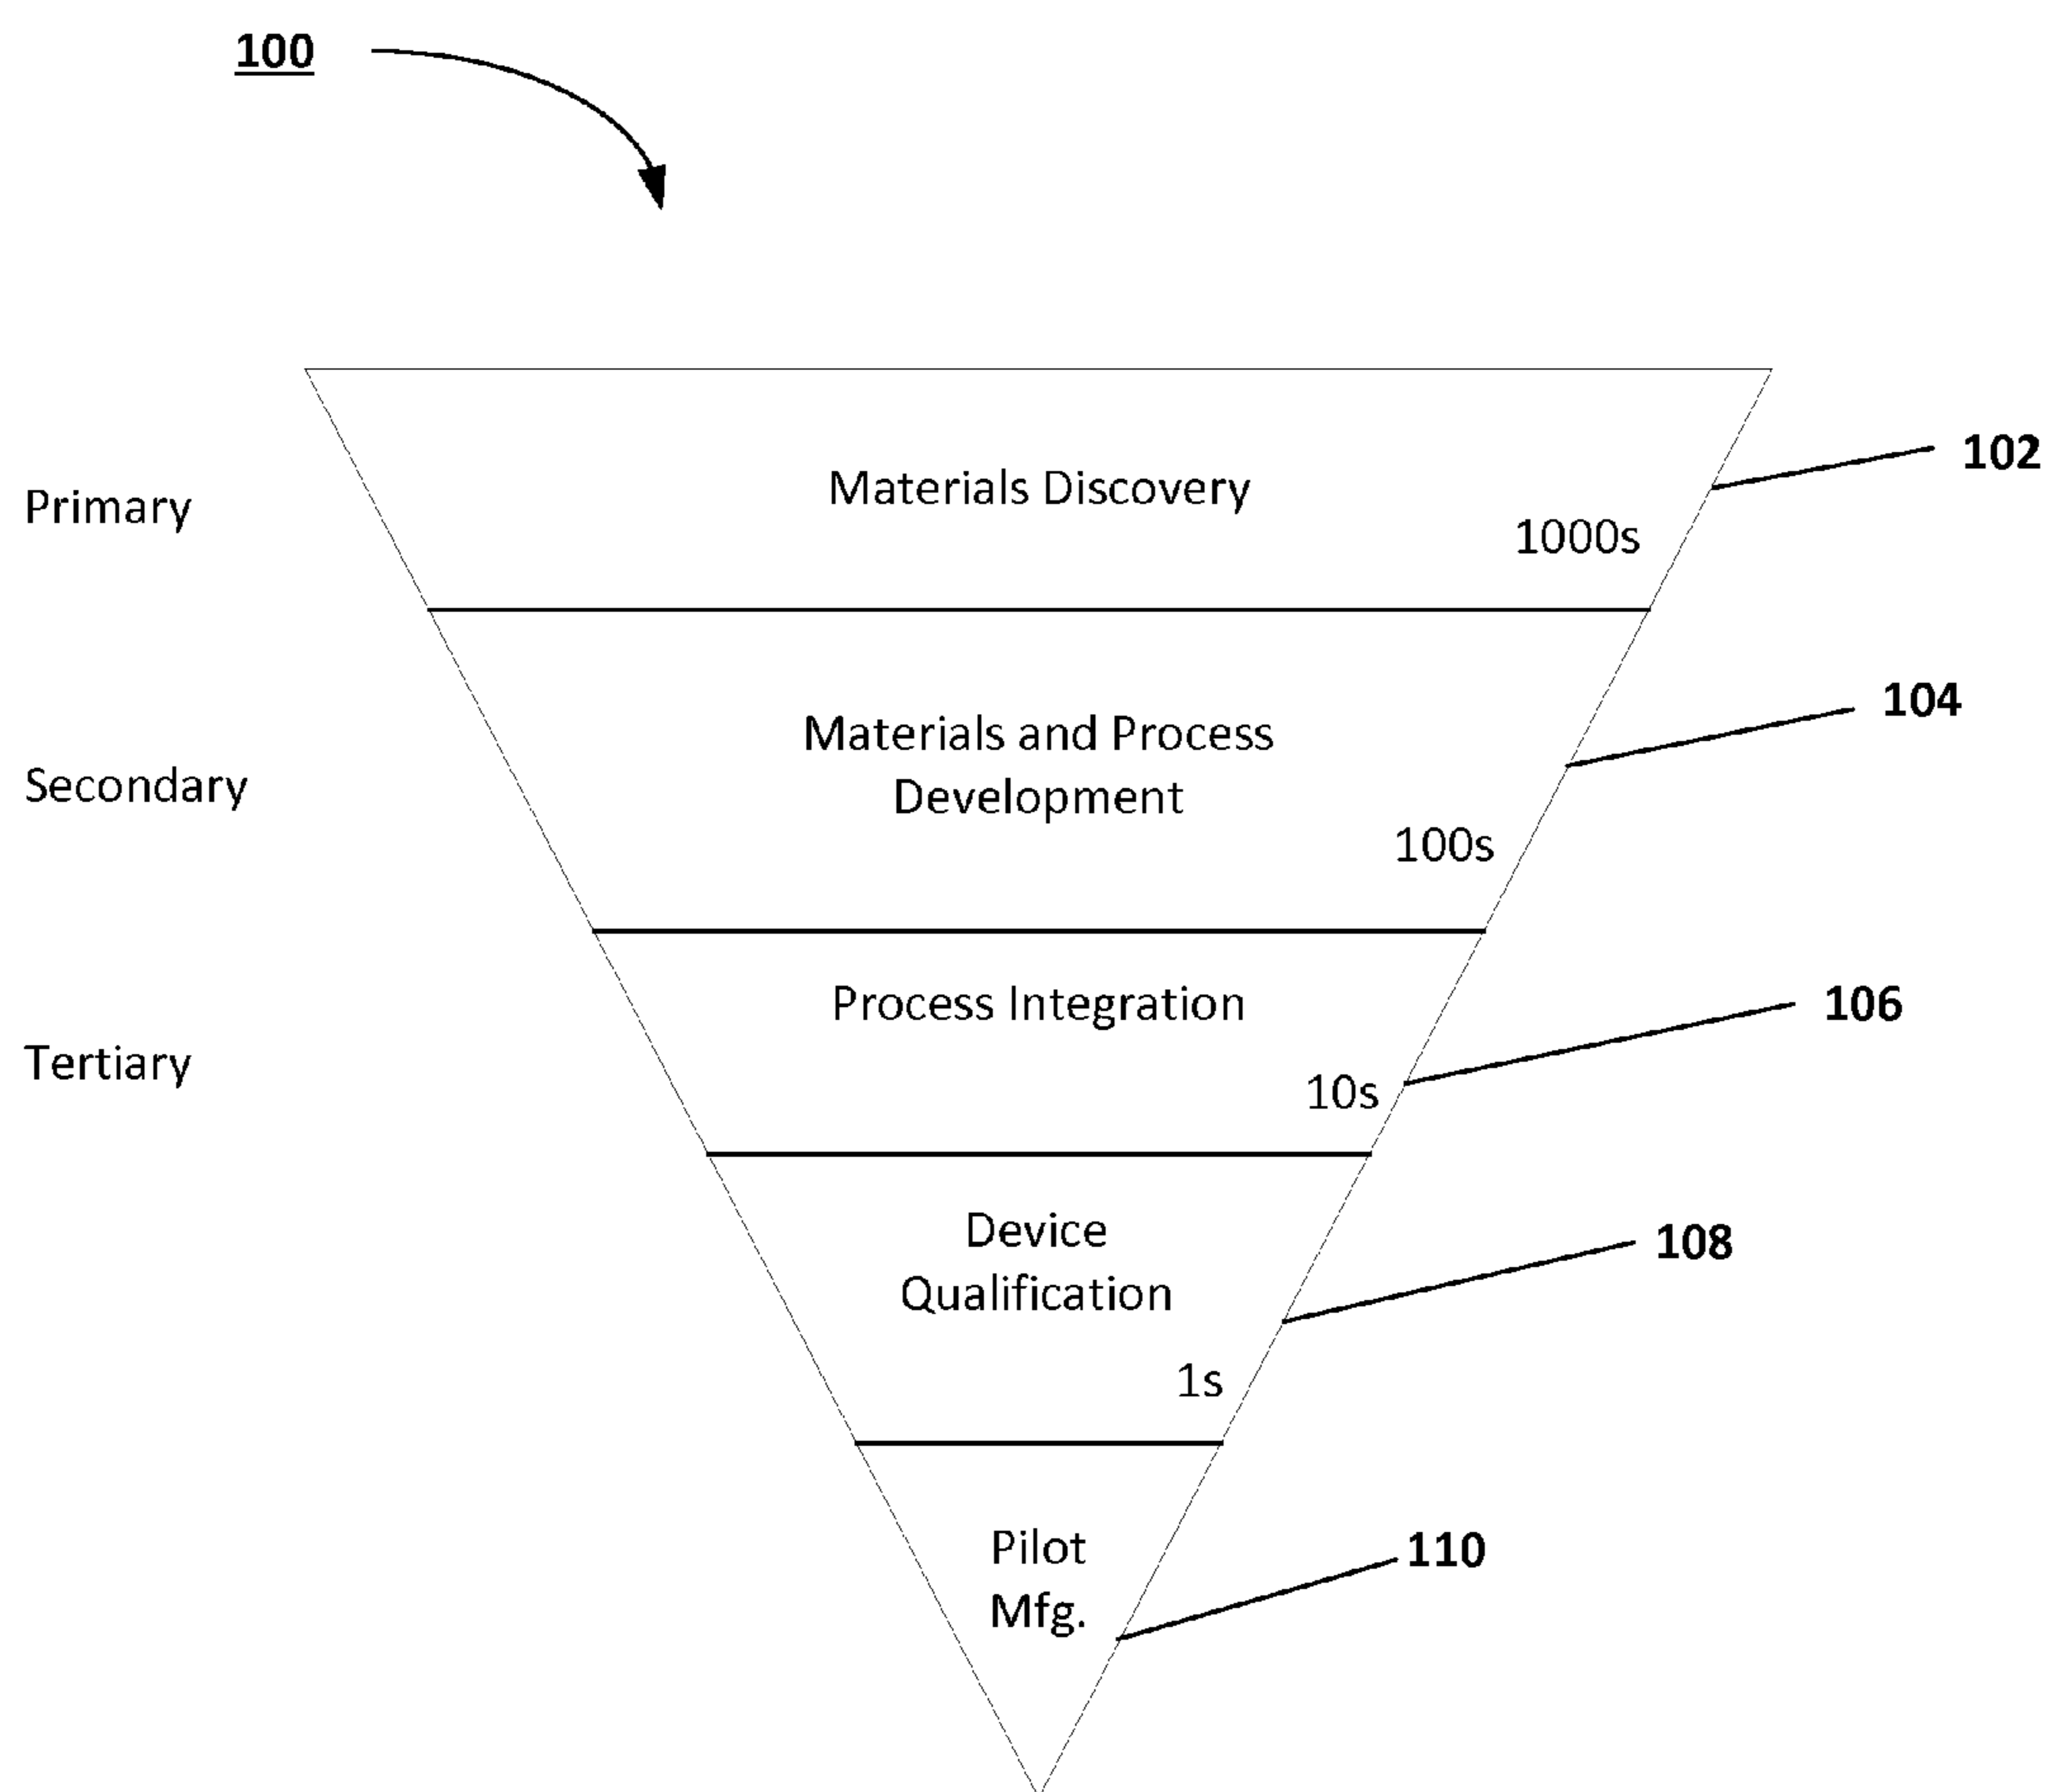 100
102
Materials Discovery
Primary
1000s
104
Materials and Process
Development
Secondary
100s
106
Process Integration
Tertiary
10s
108
Device
Qualification
1s
110
Pilot
Mfg.